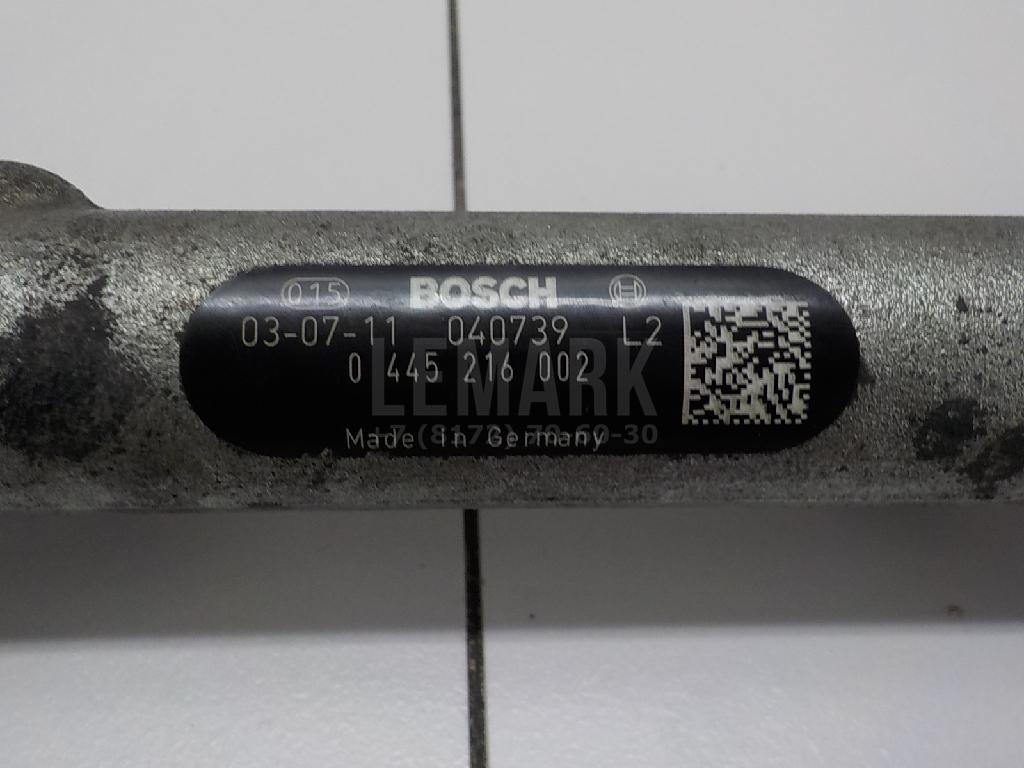 015 BOSCH
03-07-11 040739 L2
0 445 216 002
LEMARK
Made in Germany